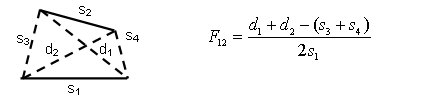 s₂
s₃
s₄
d₂
d₁
s₁
F₁₂ = (d₁ + d₂ − (s₃ + s₄)) / (2s₁)